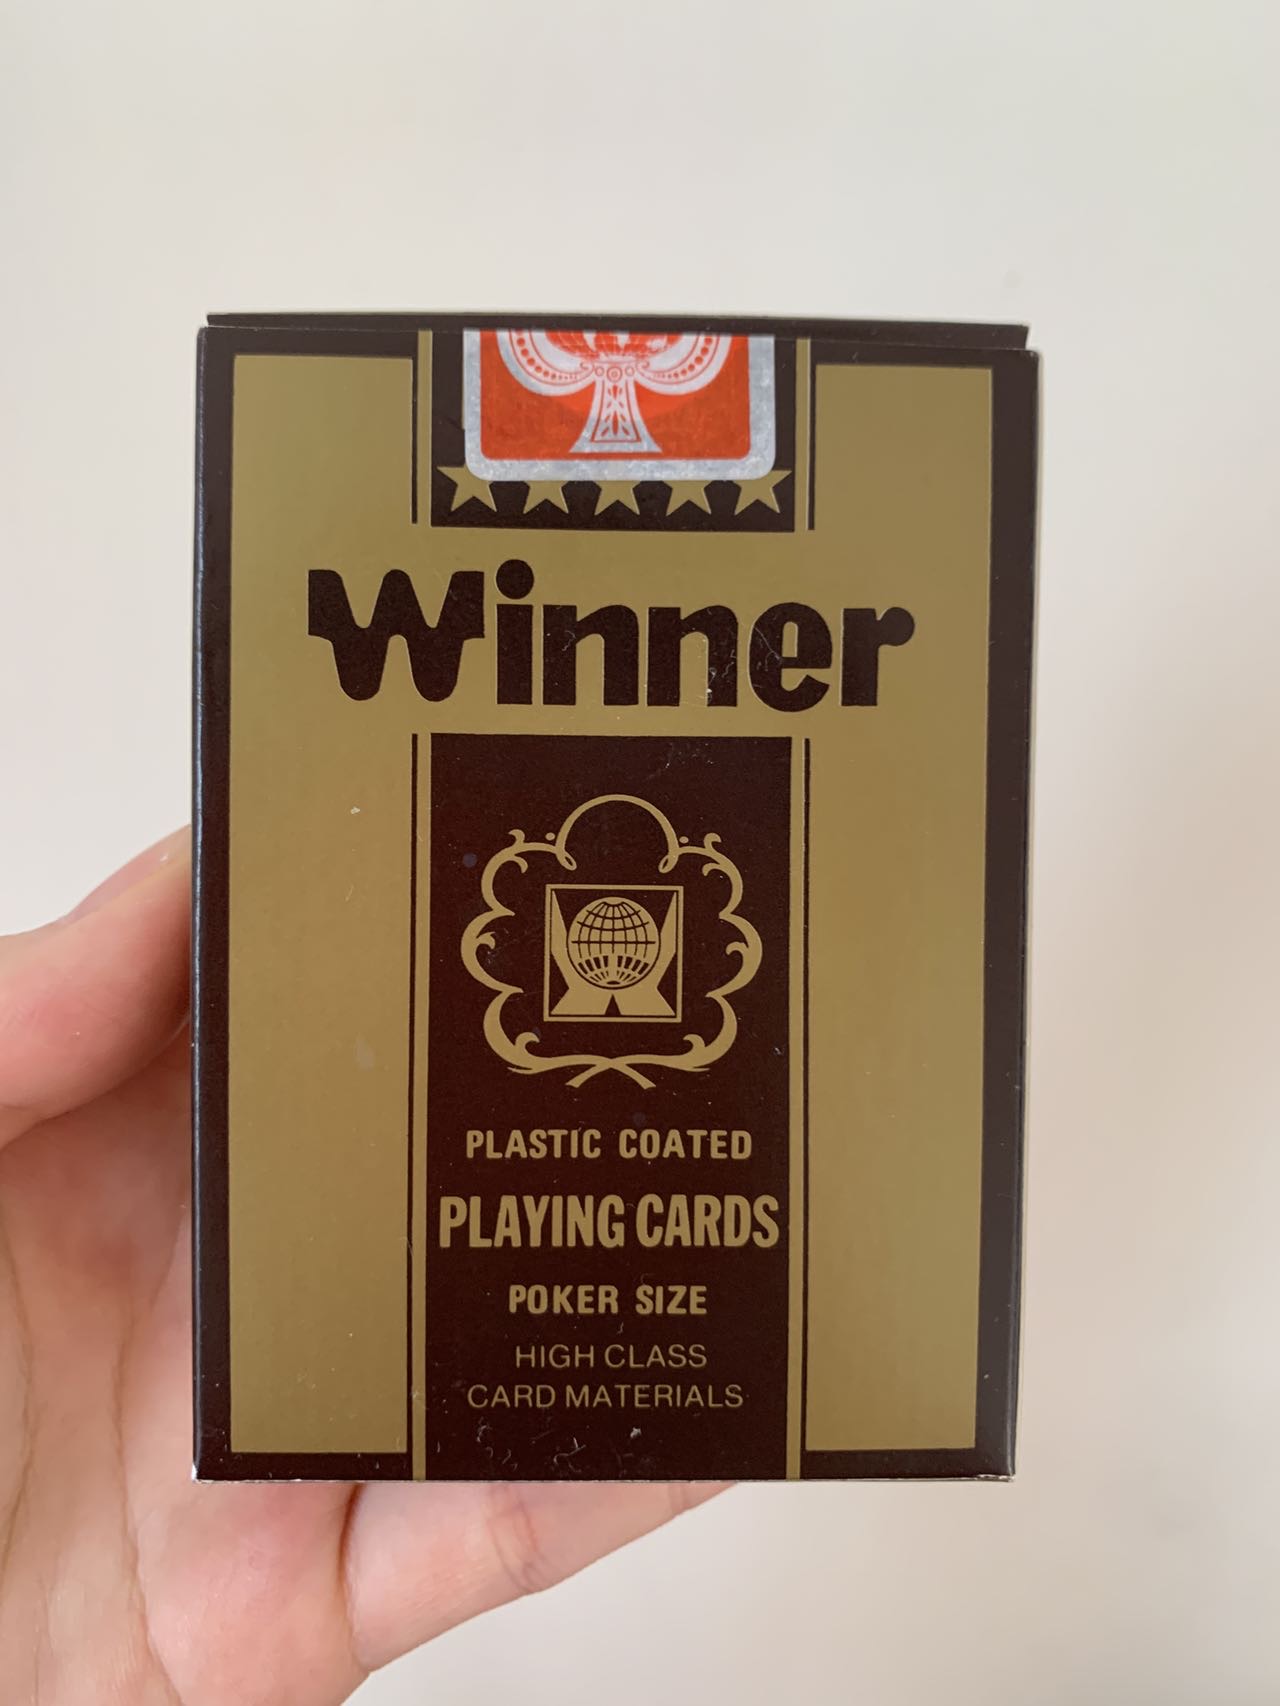 Winner
PLASTIC COATED
PLAYING CARDS
POKER SIZE
HIGH CLASS
CARD MATERIALS